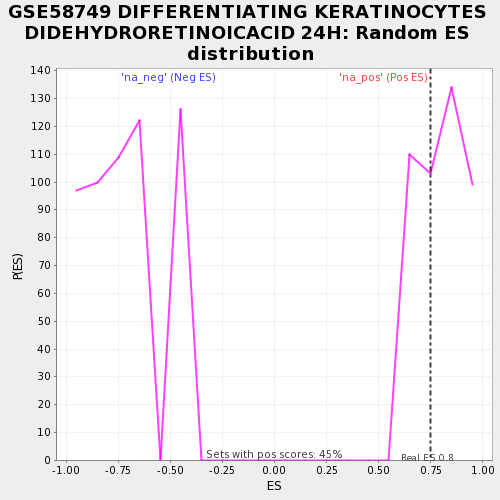 GSE58749 DIFFERENTIATING KERATINOCYTES
DIDEHYDRORETINOICACID 24H: Random ES
distribution
'na_neg' (Neg ES)
'na_pos' (Pos ES)
140
130
120
110
100
90
80
70
60
50
40
30
20
10
0
P(ES)
Sets with pos scores: 45%
Real ES 0.8
-1.00
-0.75
-0.50
-0.25
0.00
0.25
0.50
0.75
1.00
ES